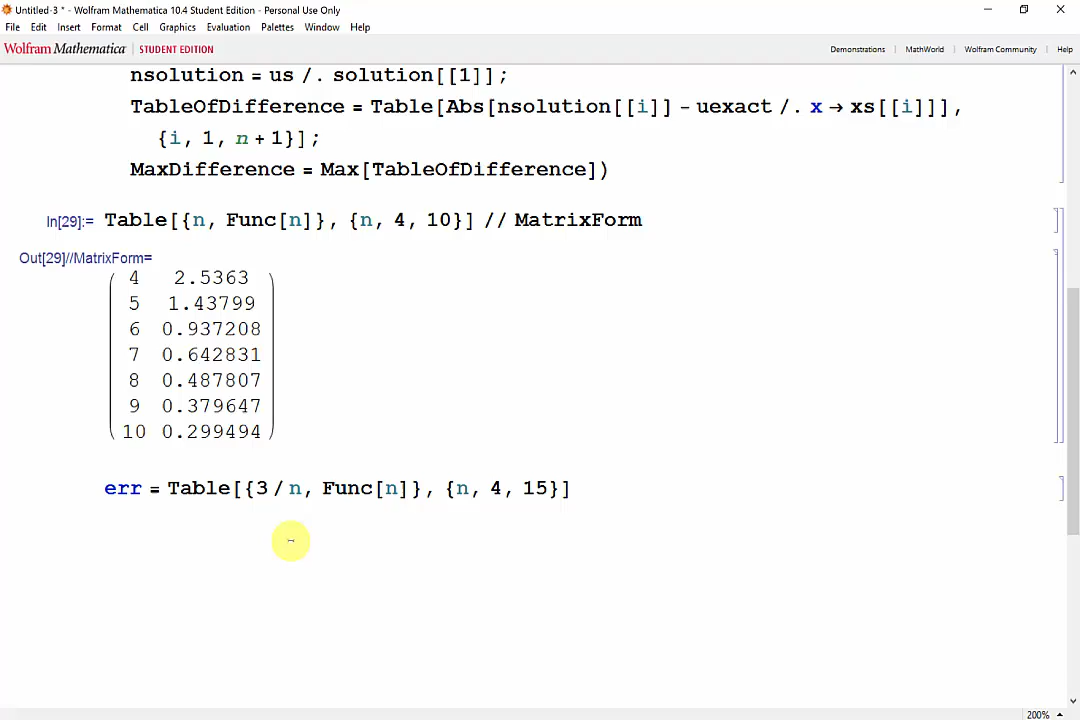 Untitled-3 * - Wolfram Mathematica 10.4 Student Edition - Personal Use Only
File Edit Insert Format Cell Graphics Evaluation Palettes Window Help
Wolfram Mathematica | STUDENT EDITION Demonstrations MathWorld Wolfram Community Help
nsolution = us /. solution[[1]];
TableOfDifference = Table[Abs[nsolution[[i]] - uexact /. x → xs[[i]]],
{i, 1, n + 1}];
MaxDifference = Max[TableOfDifference])
In[29]:= Table[{n, Func[n]}, {n, 4, 10}] // MatrixForm
Out[29]//MatrixForm=
4 2.5363
5 1.43799
6 0.937208
7 0.642831
8 0.487807
9 0.379647
10 0.299494
err = Table[{3 / n, Func[n]}, {n, 4, 15}]
200%